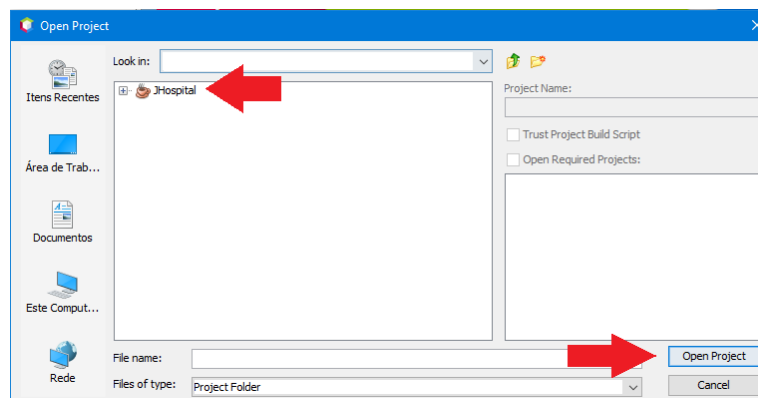 Open Project
Look in:
Itens Recentes
JHospital
Project Name:
Trust Project Build Script
Open Required Projects:
Área de Trab...
Documentos
Este Comput...
Rede
File name:
Open Project
Files of type:
Project Folder
Cancel